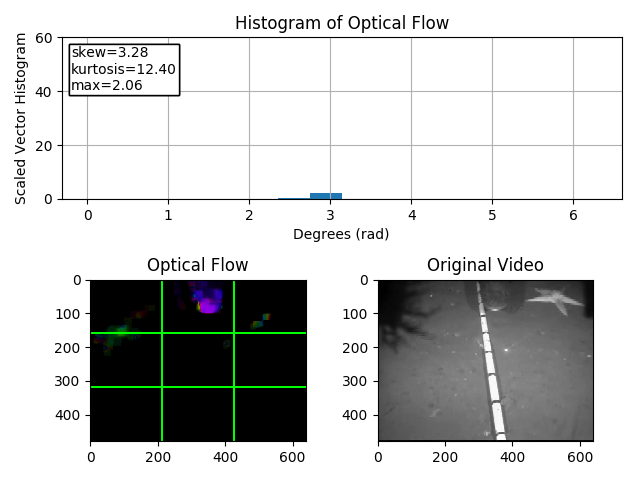 Histogram of Optical Flow
Scaled Vector Histogram
60
40
20
0
skew=3.28
kurtosis=12.40
max=2.06
0 1 2 3 4 5 6
Degrees (rad)
Optical Flow
0
100
200
300
400
0 200 400 600
Original Video
0
100
200
300
400
0 200 400 600